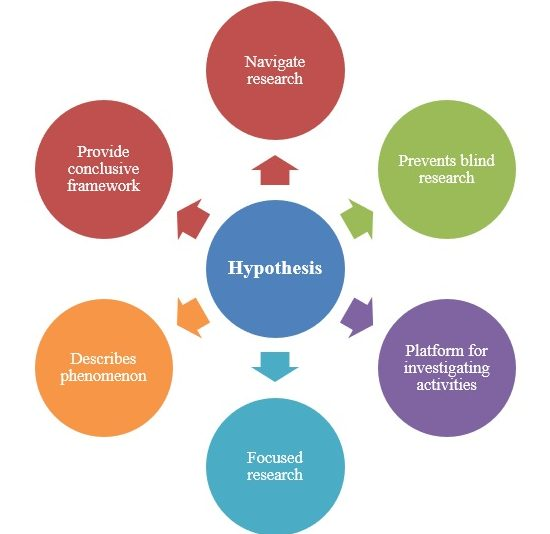 Navigate
research
Provide
conclusive
framework
Prevents blind
research
Hypothesis
Describes
phenomenon
Platform for
investigating
activities
Focused
research